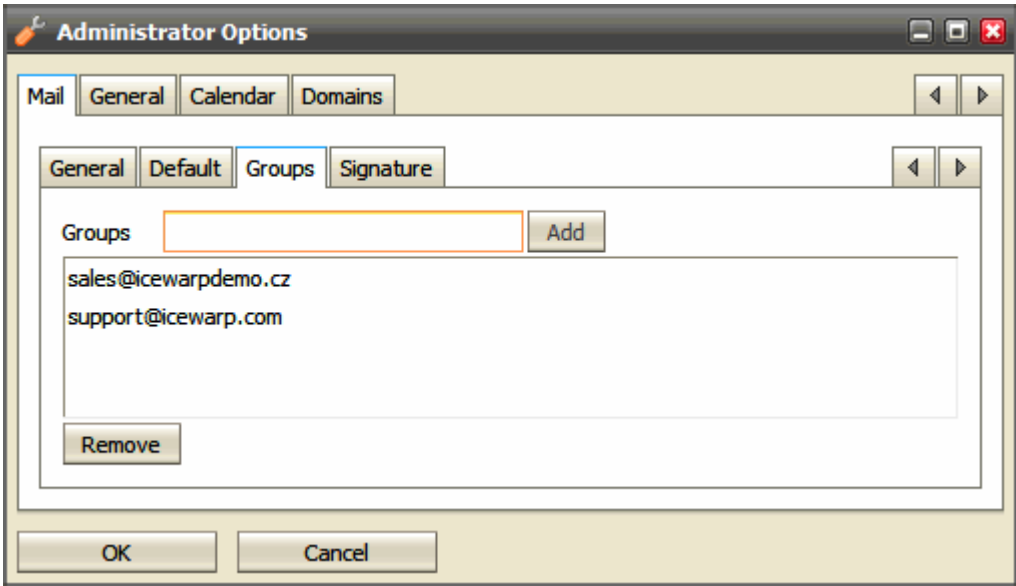 Administrator Options
Mail General Calendar Domains
General Default Groups Signature
Groups Add
sales@icewarpdemo.cz
support@icewarp.com
Remove
OK Cancel